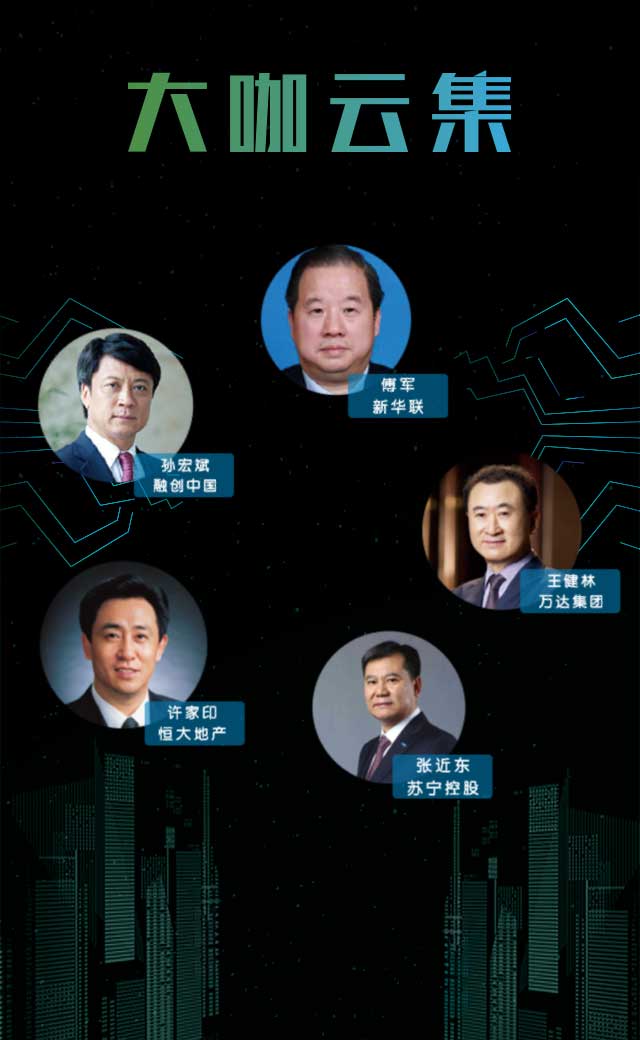 大咖云集
傅军
新华联
孙宏斌
融创中国
王健林
万达集团
许家印
恒大地产
张近东
苏宁控股